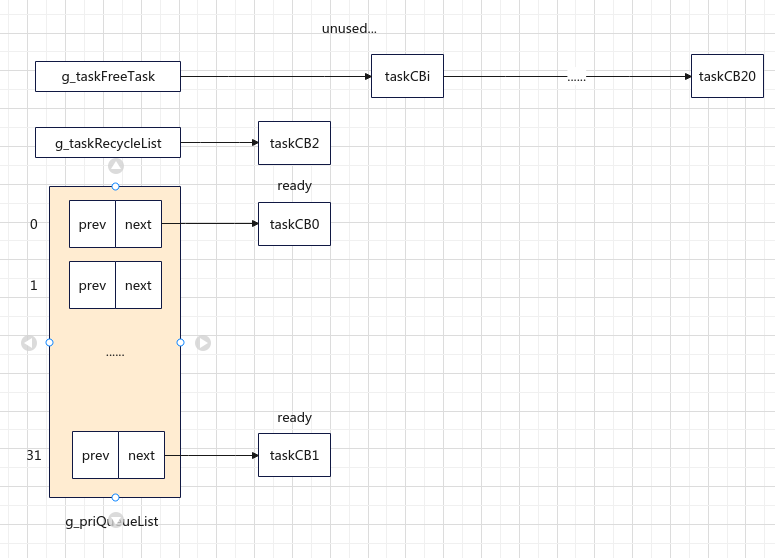 unused...
g_taskFreeTask
taskCBi
......
taskCB20
g_taskRecycleList
taskCB2
ready
0
prev
next
taskCB0
1
prev
next
......
ready
31
prev
next
taskCB1